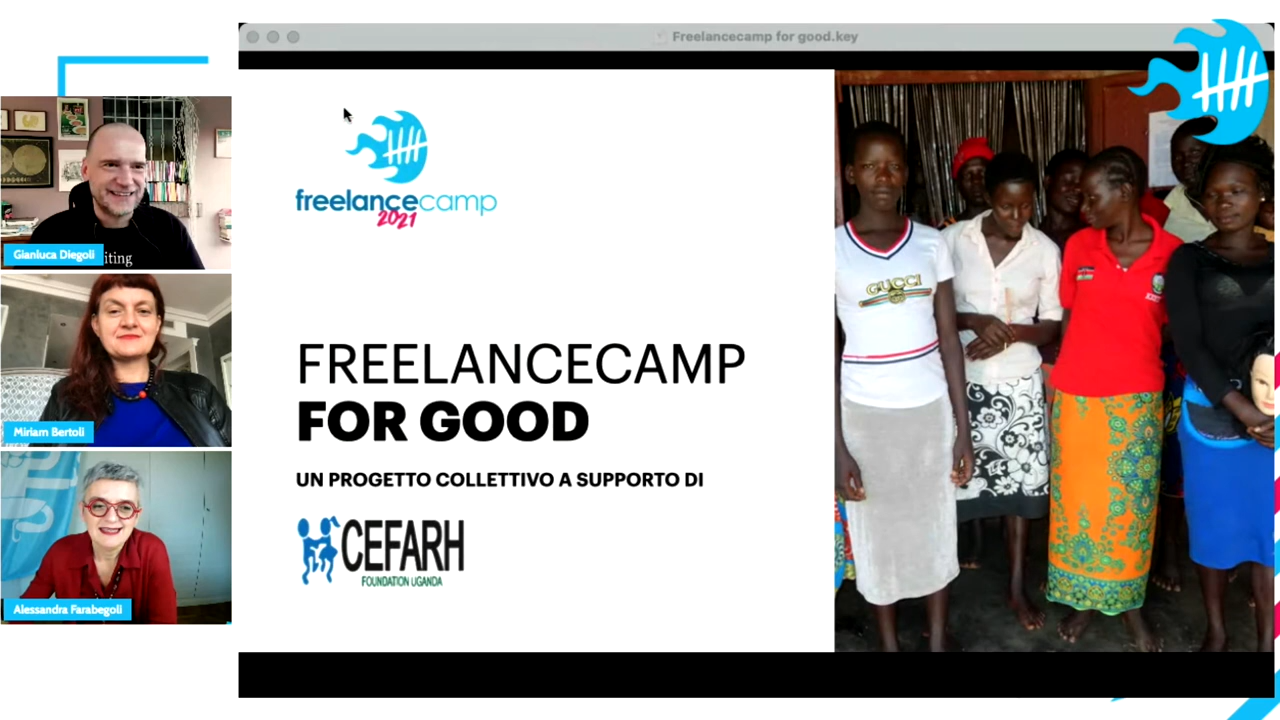 Freelancecamp for good.key
Gianluca Diegoli
iting
Miriam Bertoli
Alessandra Farabegoli
freelancecamp
2021
FREELANCECAMP
FOR GOOD
UN PROGETTO COLLETTIVO A SUPPORTO DI
CEFARH
FOUNDATION UGANDA
GUCCI